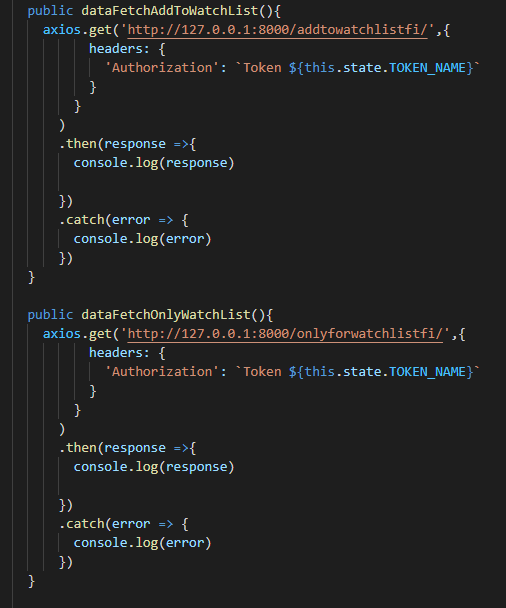 public dataFetchAddToWatchList(){
axios.get('http://127.0.0.1:8000/addtowatchlistfi/',{
headers: {
'Authorization': `Token ${this.state.TOKEN_NAME}`
}
}
)
.then(response =>{
console.log(response)
})
.catch(error => {
console.log(error)
})
}
public dataFetchOnlyWatchList(){
axios.get('http://127.0.0.1:8000/onlyforwatchlistfi/',{
headers: {
'Authorization': `Token ${this.state.TOKEN_NAME}`
}
}
)
.then(response =>{
console.log(response)
})
.catch(error => {
console.log(error)
})
}